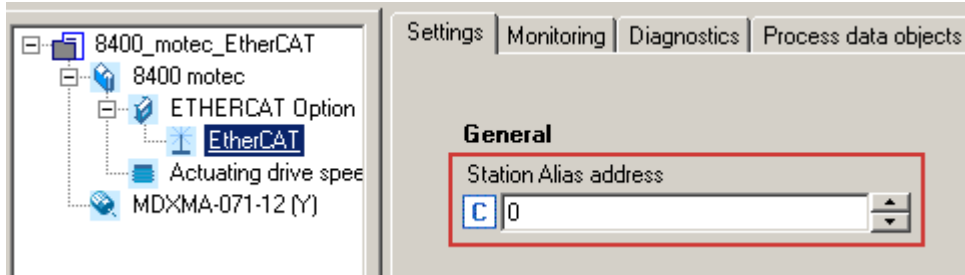 8400_motec_EtherCAT
8400 motec
ETHERCAT Option
EtherCAT
Actuating drive spee
MDXMA-071-12 (Y)
Settings Monitoring Diagnostics Process data objects
General
Station Alias address
C 0